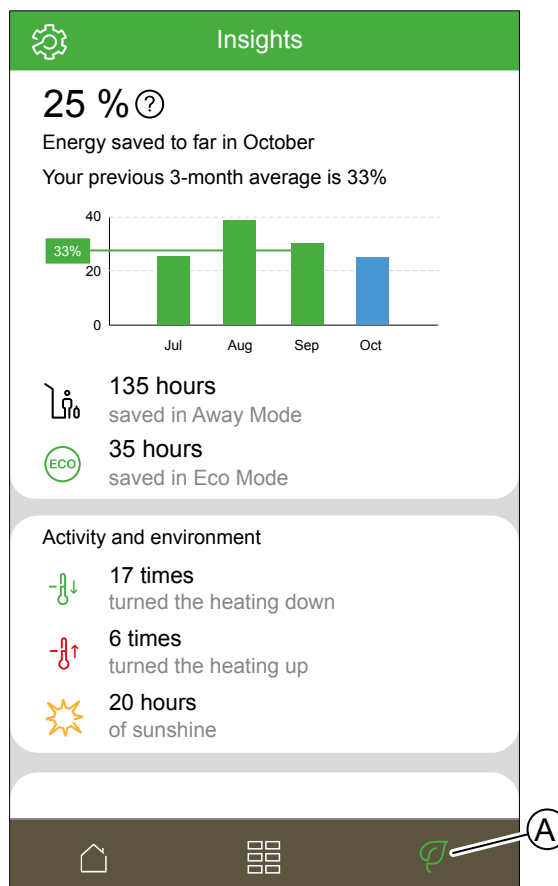 Insights
25 % ?
Energy saved to far in October
Your previous 3-month average is 33%
40
33%
20
0
Jul Aug Sep Oct
135 hours
saved in Away Mode
ECO
35 hours
saved in Eco Mode
Activity and environment
17 times
turned the heating down
6 times
turned the heating up
20 hours
of sunshine
A